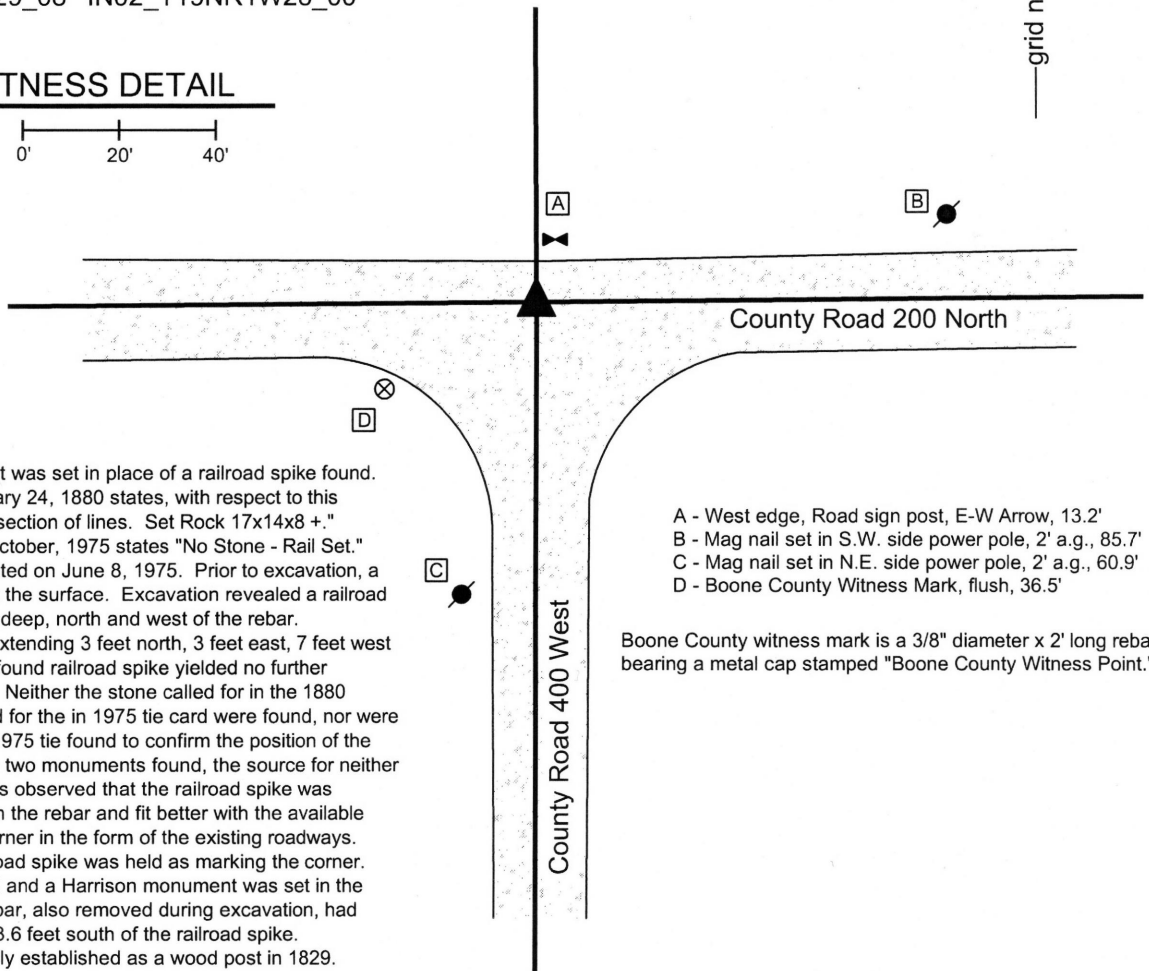 TNESS DETAIL
0' 20' 40'
grid n
A
B
County Road 200 North
D
t was set in place of a railroad spike found.
ary 24, 1880 states, with respect to this
section of lines. Set Rock 17x14x8 +."
ctober, 1975 states "No Stone - Rail Set."
ted on June 8, 1975. Prior to excavation, a
the surface. Excavation revealed a railroad
deep, north and west of the rebar.
xtending 3 feet north, 3 feet east, 7 feet west
found railroad spike yielded no further
Neither the stone called for in the 1880
d for the in 1975 tie card were found, nor were
975 tie found to confirm the position of the
two monuments found, the source for neither
s observed that the railroad spike was
n the rebar and fit better with the available
rner in the form of the existing roadways.
oad spike was held as marking the corner.
and a Harrison monument was set in the
bar, also removed during excavation, had
3.6 feet south of the railroad spike.
ly established as a wood post in 1829.
C
County Road 400 West
A - West edge, Road sign post, E-W Arrow, 13.2'
B - Mag nail set in S.W. side power pole, 2' a.g., 85.7'
C - Mag nail set in N.E. side power pole, 2' a.g., 60.9'
D - Boone County Witness Mark, flush, 36.5'
Boone County witness mark is a 3/8" diameter x 2' long reba
bearing a metal cap stamped "Boone County Witness Point."